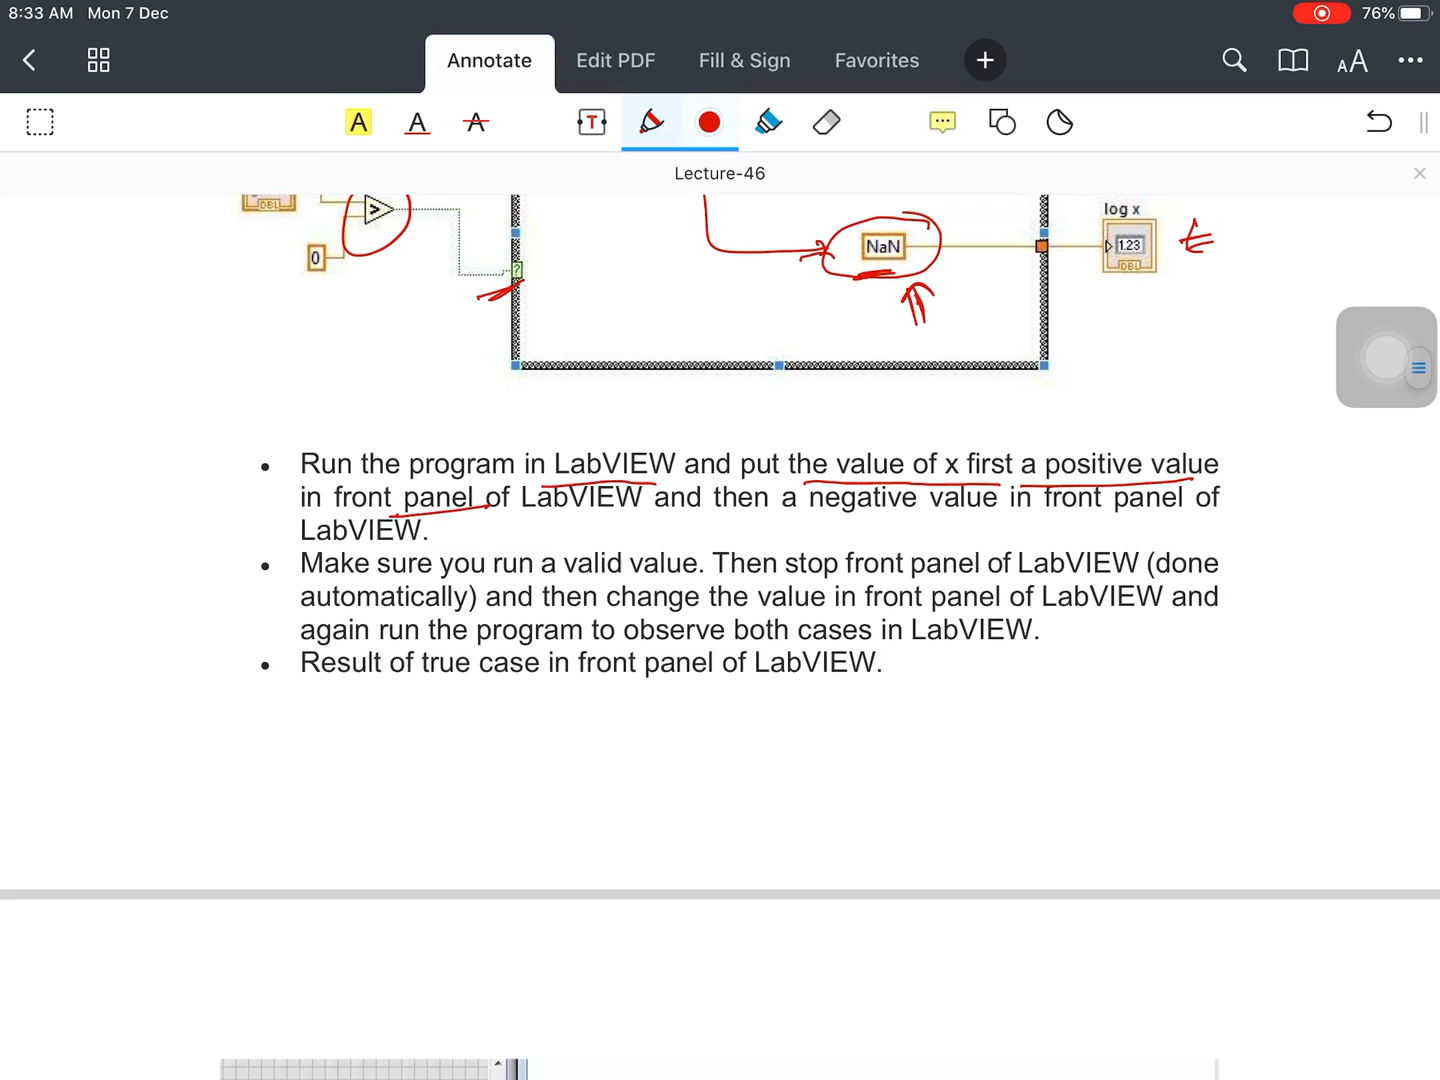 8:33 AM Mon 7 Dec
76%
Annotate
Edit PDF
Fill & Sign
Favorites
AA
A
A
A
T
Lecture-46
DBL
>
0
?
NaN
log x
1.23
DBL
Run the program in LabVIEW and put the value of x first a positive value
in front panel of LabVIEW and then a negative value in front panel of
LabVIEW.
Make sure you run a valid value. Then stop front panel of LabVIEW (done
automatically) and then change the value in front panel of LabVIEW and
again run the program to observe both cases in LabVIEW.
Result of true case in front panel of LabVIEW.